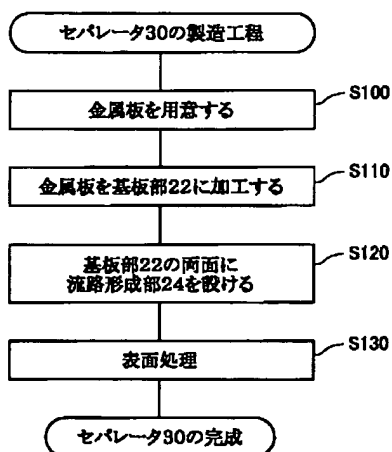 セパレータ30の製造工程
金属板を用意する
S100
金属板を基板部22に加工する
S110
基板部22の両面に
流路形成部24を設ける
S120
表面処理
S130
セパレータ30の完成